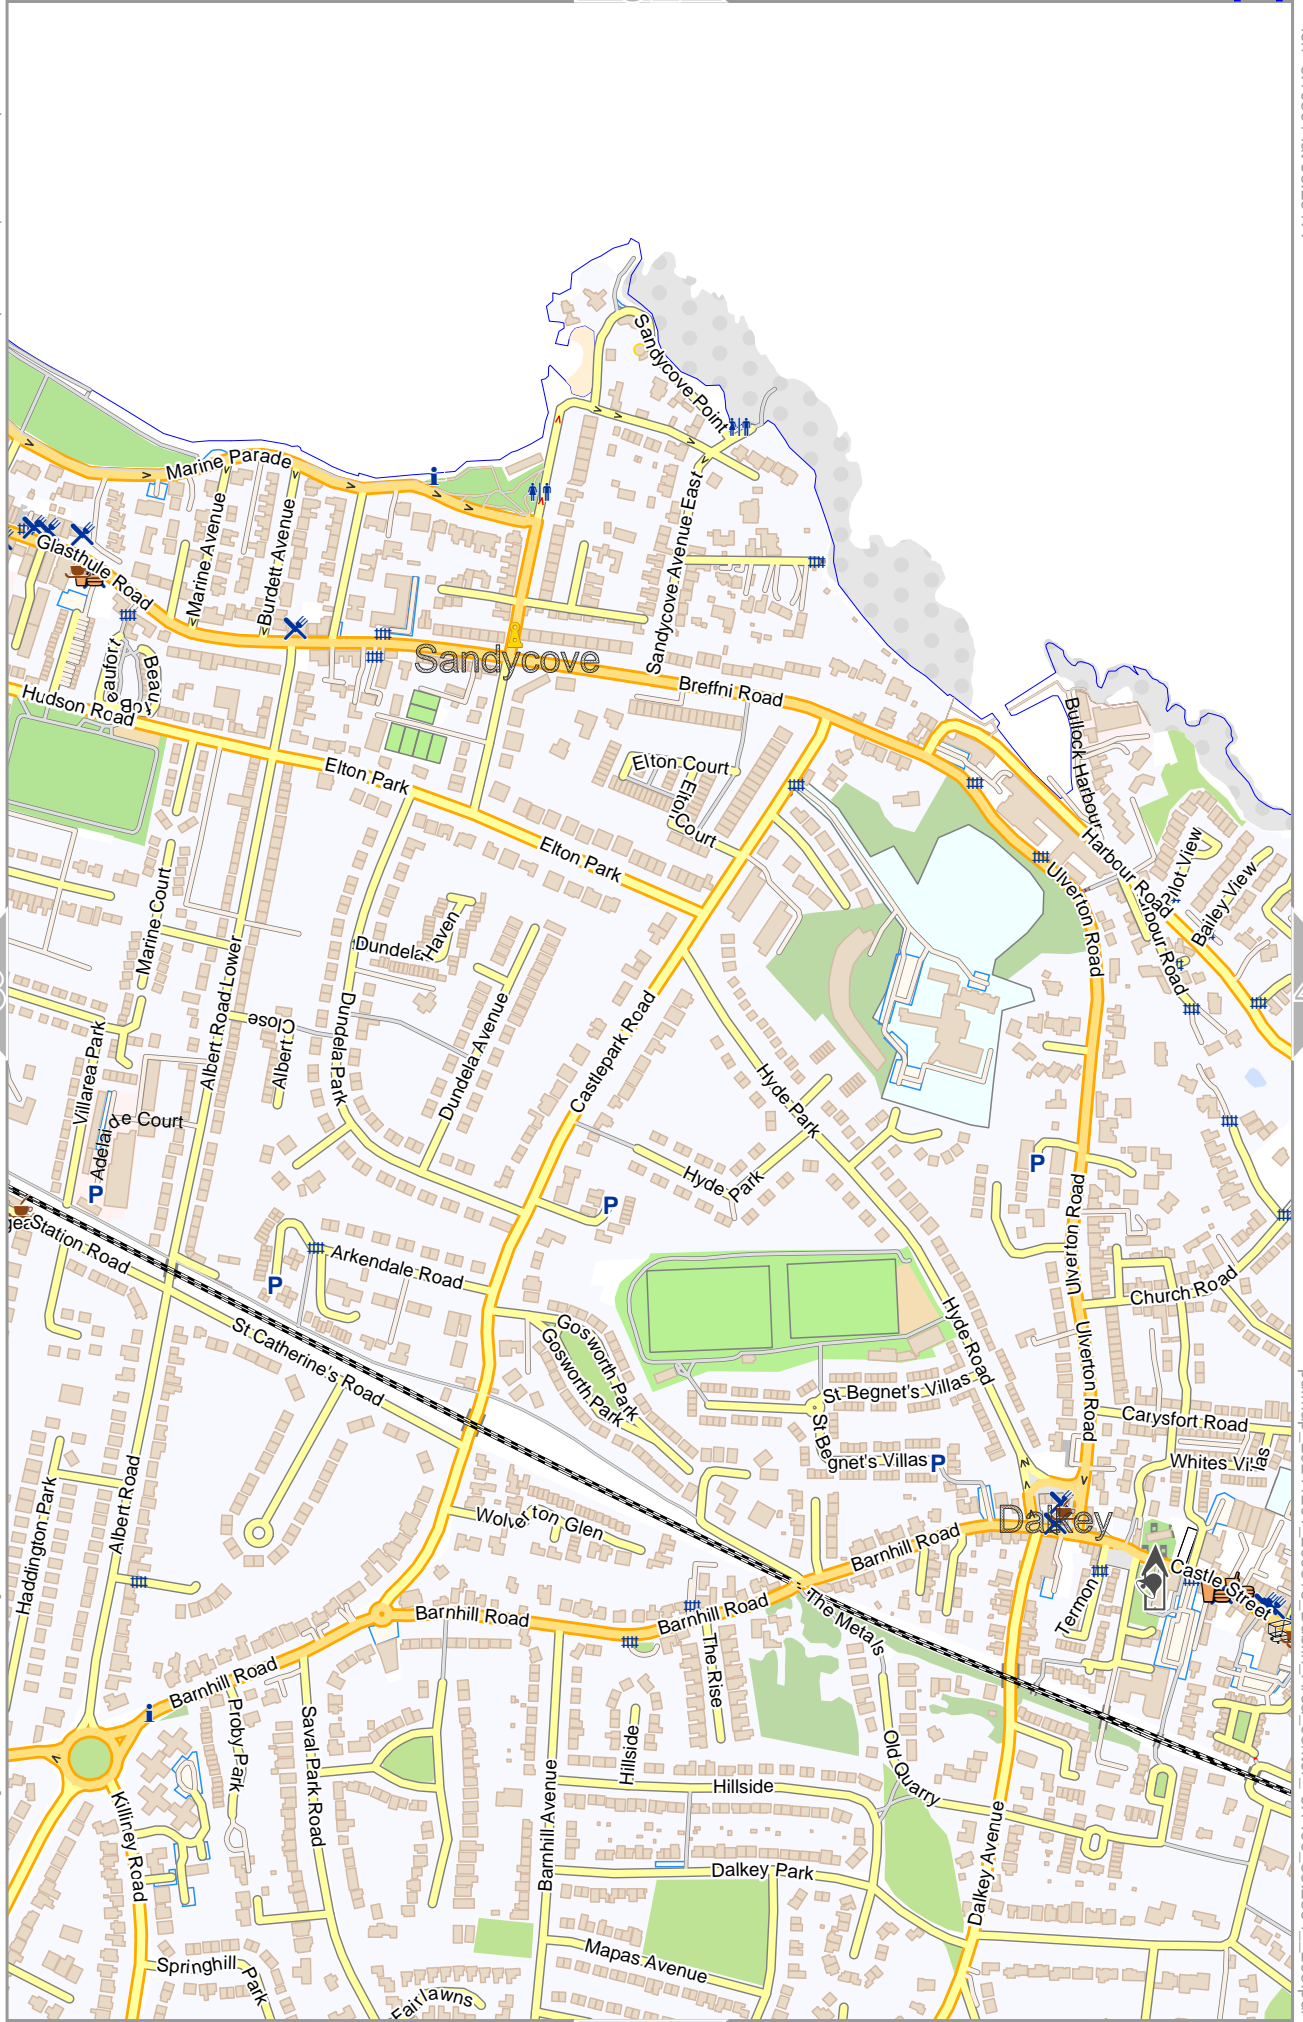 Sandycove Point
Marine Parade
Marine Avenue
Burdett Avenue
Sandycove Avenue East
Glasthule Road
Sandycove
Breffni Road
Hudson Road
Elton Park
Elton Court
Elton Court
Bullock Harbour
Harbour Road
Pilot View
Bailey View
Elton Park
Ulverton Road
Marine Court
Dundela Haven
Albert Road Lower
Albert Close
Dundela Park
Dundela Avenue
Castlepark Road
Hyde Park
Villarea Park
Adelaide Court
Hyde Park
Station Road
Arkendale Road
Ulverton Road
Church Road
St Catherine's Road
Gosworth Park
Gosworth Park
Hyde Road
Ulverton Road
St Begnet's Villas
St Begnet's Villas
Carysfort Road
Whites Villas
Haddington Park
Albert Road
Wolverton Glen
Dalkey
Barnhill Road
Castle Street
Termon
Barnhill Road
Barnhill Road
The Metals
The Rise
Barnhill Road
Proby Park
Saval Park Road
Hillside
Hillside
Old Quarry
Killiney Road
Barnhill Avenue
Dalkey Park
Dalkey Avenue
Springhill Park
Mapas Avenue
Fairlawns
P
P
P
P
P